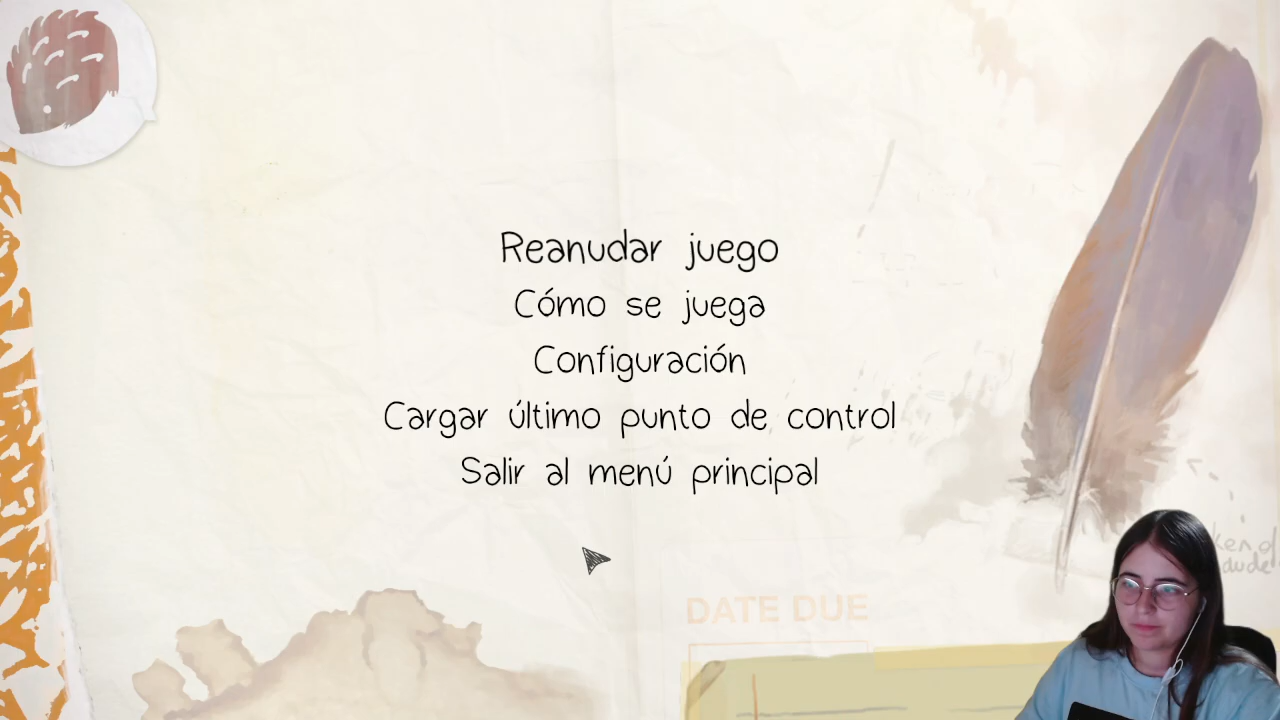 Reanudar juego
Cómo se juega
Configuración
Cargar último punto de control
Salir al menú principal
DATE DUE